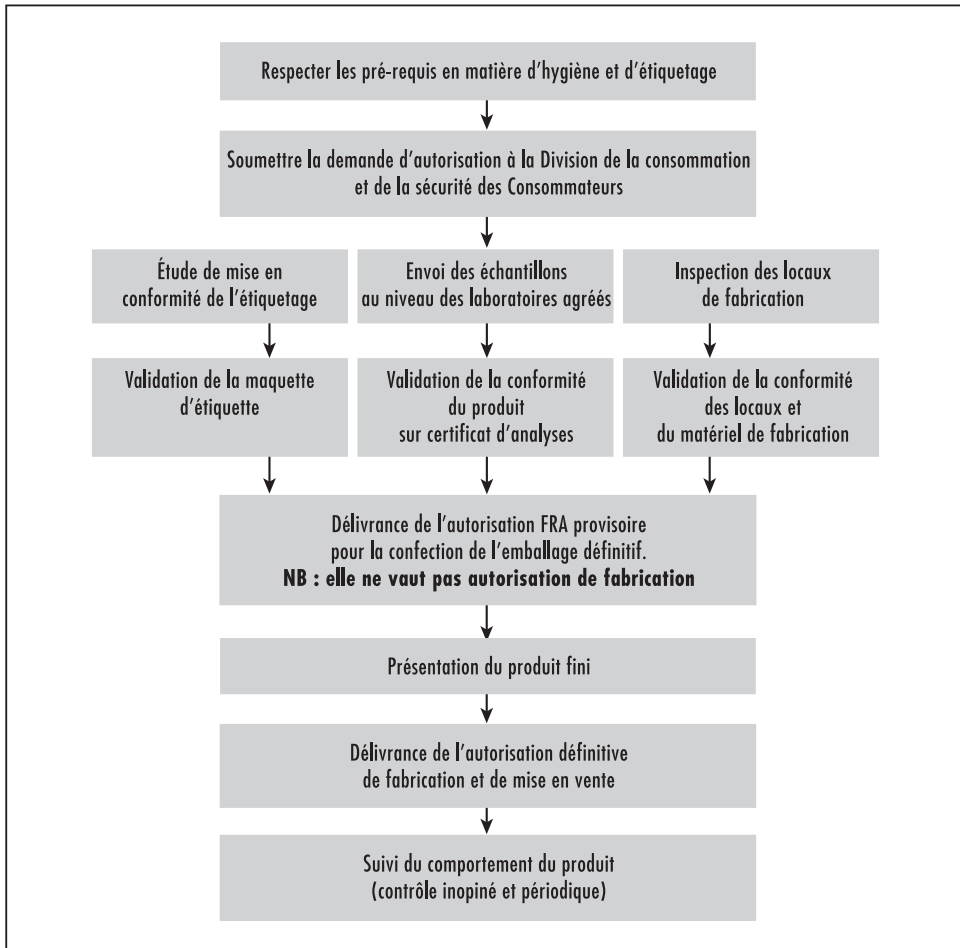 Respecter les pré-requis en matière d'hygiène et d'étiquetage
Soumettre la demande d'autorisation à la Division de la consommation
et de la sécurité des Consommateurs
Étude de mise en
conformité de l'étiquetage
Envoi des échantillons
au niveau des laboratoires agréés
Inspection des locaux
de fabrication
Validation de la maquette
d'étiquette
Validation de la conformité
du produit
sur certificat d'analyses
Validation de la conformité
des locaux et
du matériel de fabrication
Délivrance de l'autorisation FRA provisoire
pour la confection de l'emballage définitif.
NB : elle ne vaut pas autorisation de fabrication
Présentation du produit fini
Délivrance de l'autorisation définitive
de fabrication et de mise en vente
Suivi du comportement du produit
(contrôle inopiné et périodique)